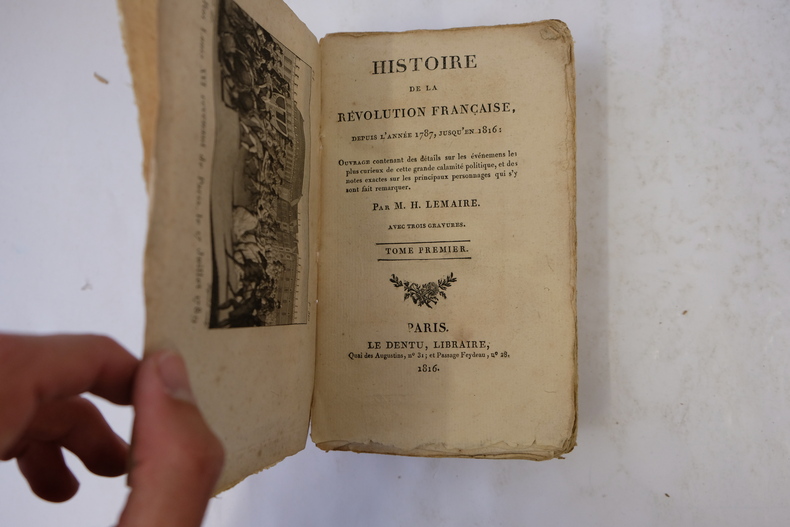 HISTOIRE
DE LA
RÉVOLUTION FRANÇAISE,
DEPUIS L'ANNÉE 1787, JUSQU'EN 1816:
OUVRAGE contenant des détails sur les événemens les
plus curieux de cette grande calamité politique, et des
notes exactes sur les principaux personnages qui s'y
sont fait remarquer.
PAR M. H. LEMAIRE.
AVEC TROIS GRAVURES.
TOME PREMIER.
PARIS.
LE DENTU, LIBRAIRE,
Quai des Augustins, n° 21; et Passage Feydeau, n° 28.
1816.